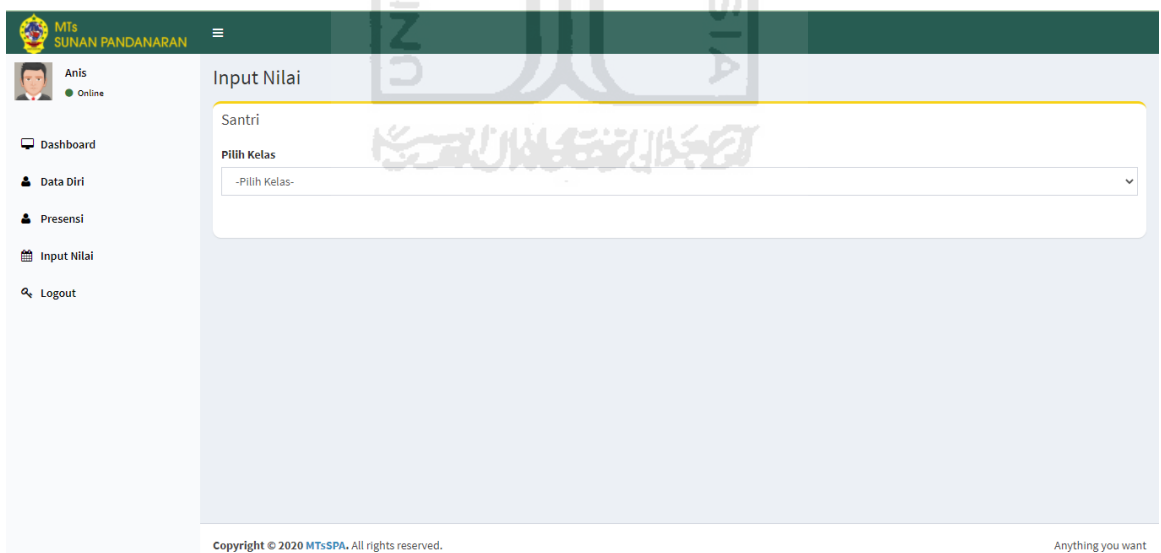 MTs
SUNAN PANDANARAN
Anis
Online
Dashboard
Data Diri
Presensi
Input Nilai
Logout
Input Nilai
Santri
Pilih Kelas
-Pilih Kelas-
Copyright © 2020 MTsSPA. All rights reserved.
Anything you want